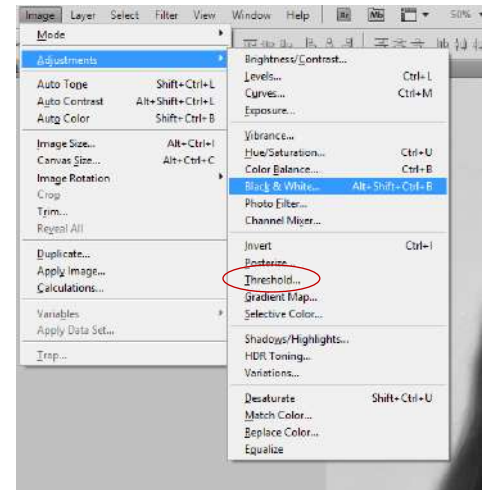 Image Layer Select Filter View Window Help Br Mb 50%
Mode
Adjustments
Auto Tone Shift+Ctrl+L
Auto Contrast Alt+Shift+Ctrl+L
Auto Color Shift+Ctrl+B
Image Size... Alt+Ctrl+I
Canvas Size... Alt+Ctrl+C
Image Rotation
Crop
Trim...
Reveal All
Duplicate...
Apply Image...
Calculations...
Variables
Apply Data Set...
Trap...
Brightness/Contrast...
Levels... Ctrl+L
Curves... Ctrl+M
Exposure...
Vibrance...
Hue/Saturation... Ctrl+U
Color Balance... Ctrl+B
Black & White... Alt+Shift+Ctrl+B
Photo Filter...
Channel Mixer...
Invert Ctrl+I
Posterize...
Threshold...
Gradient Map...
Selective Color...
Shadows/Highlights...
HDR Toning...
Variations...
Desaturate Shift+Ctrl+U
Match Color...
Replace Color...
Equalize